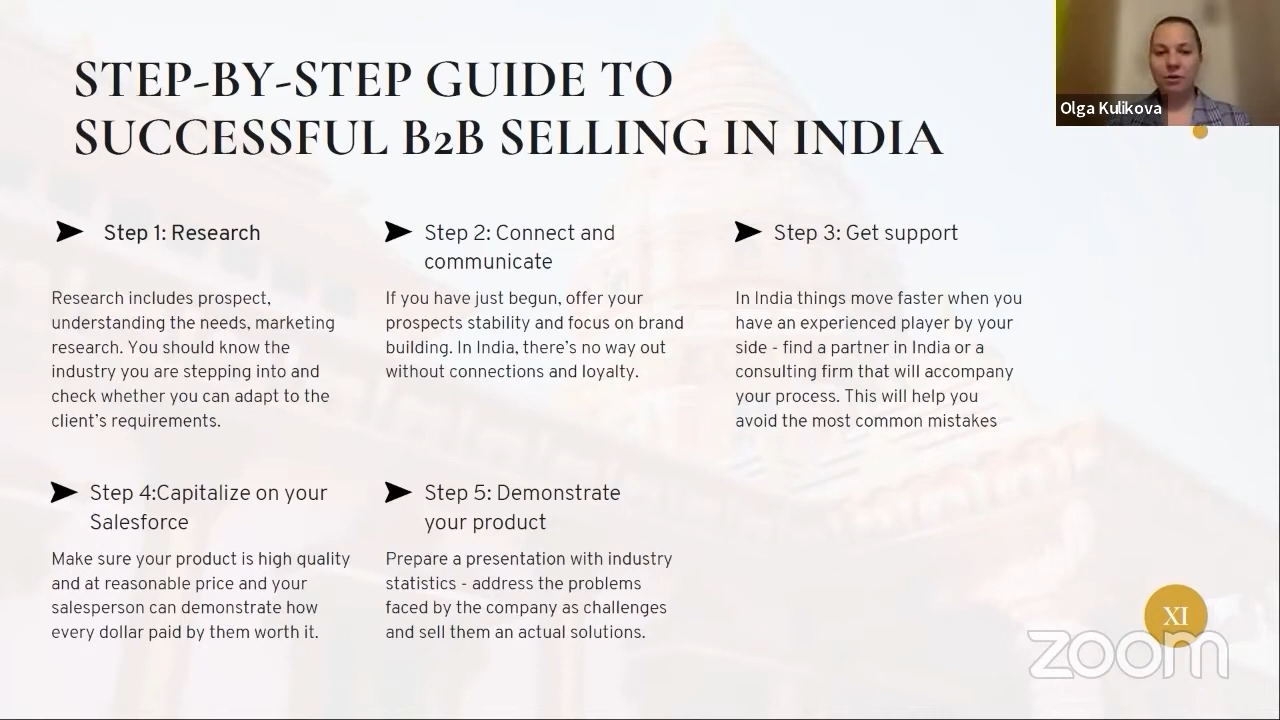 STEP-BY-STEP GUIDE TO
SUCCESSFUL B2B SELLING IN INDIA
Olga Kulikova
Step 1: Research
Research includes prospect,
understanding the needs, marketing
research. You should know the
industry you are stepping into and
check whether you can adapt to the
client's requirements.
Step 2: Connect and
communicate
If you have just begun, offer your
prospects stability and focus on brand
building. In India, there's no way out
without connections and loyalty.
Step 3: Get support
In India things move faster when you
have an experienced player by your
side - find a partner in India or a
consulting firm that will accompany
your process. This will help you
avoid the most common mistakes
Step 4:Capitalize on your
Salesforce
Make sure your product is high quality
and at reasonable price and your
salesperson can demonstrate how
every dollar paid by them worth it.
Step 5: Demonstrate
your product
Prepare a presentation with industry
statistics - address the problems
faced by the company as challenges
and sell them an actual solutions.
XI
zoom